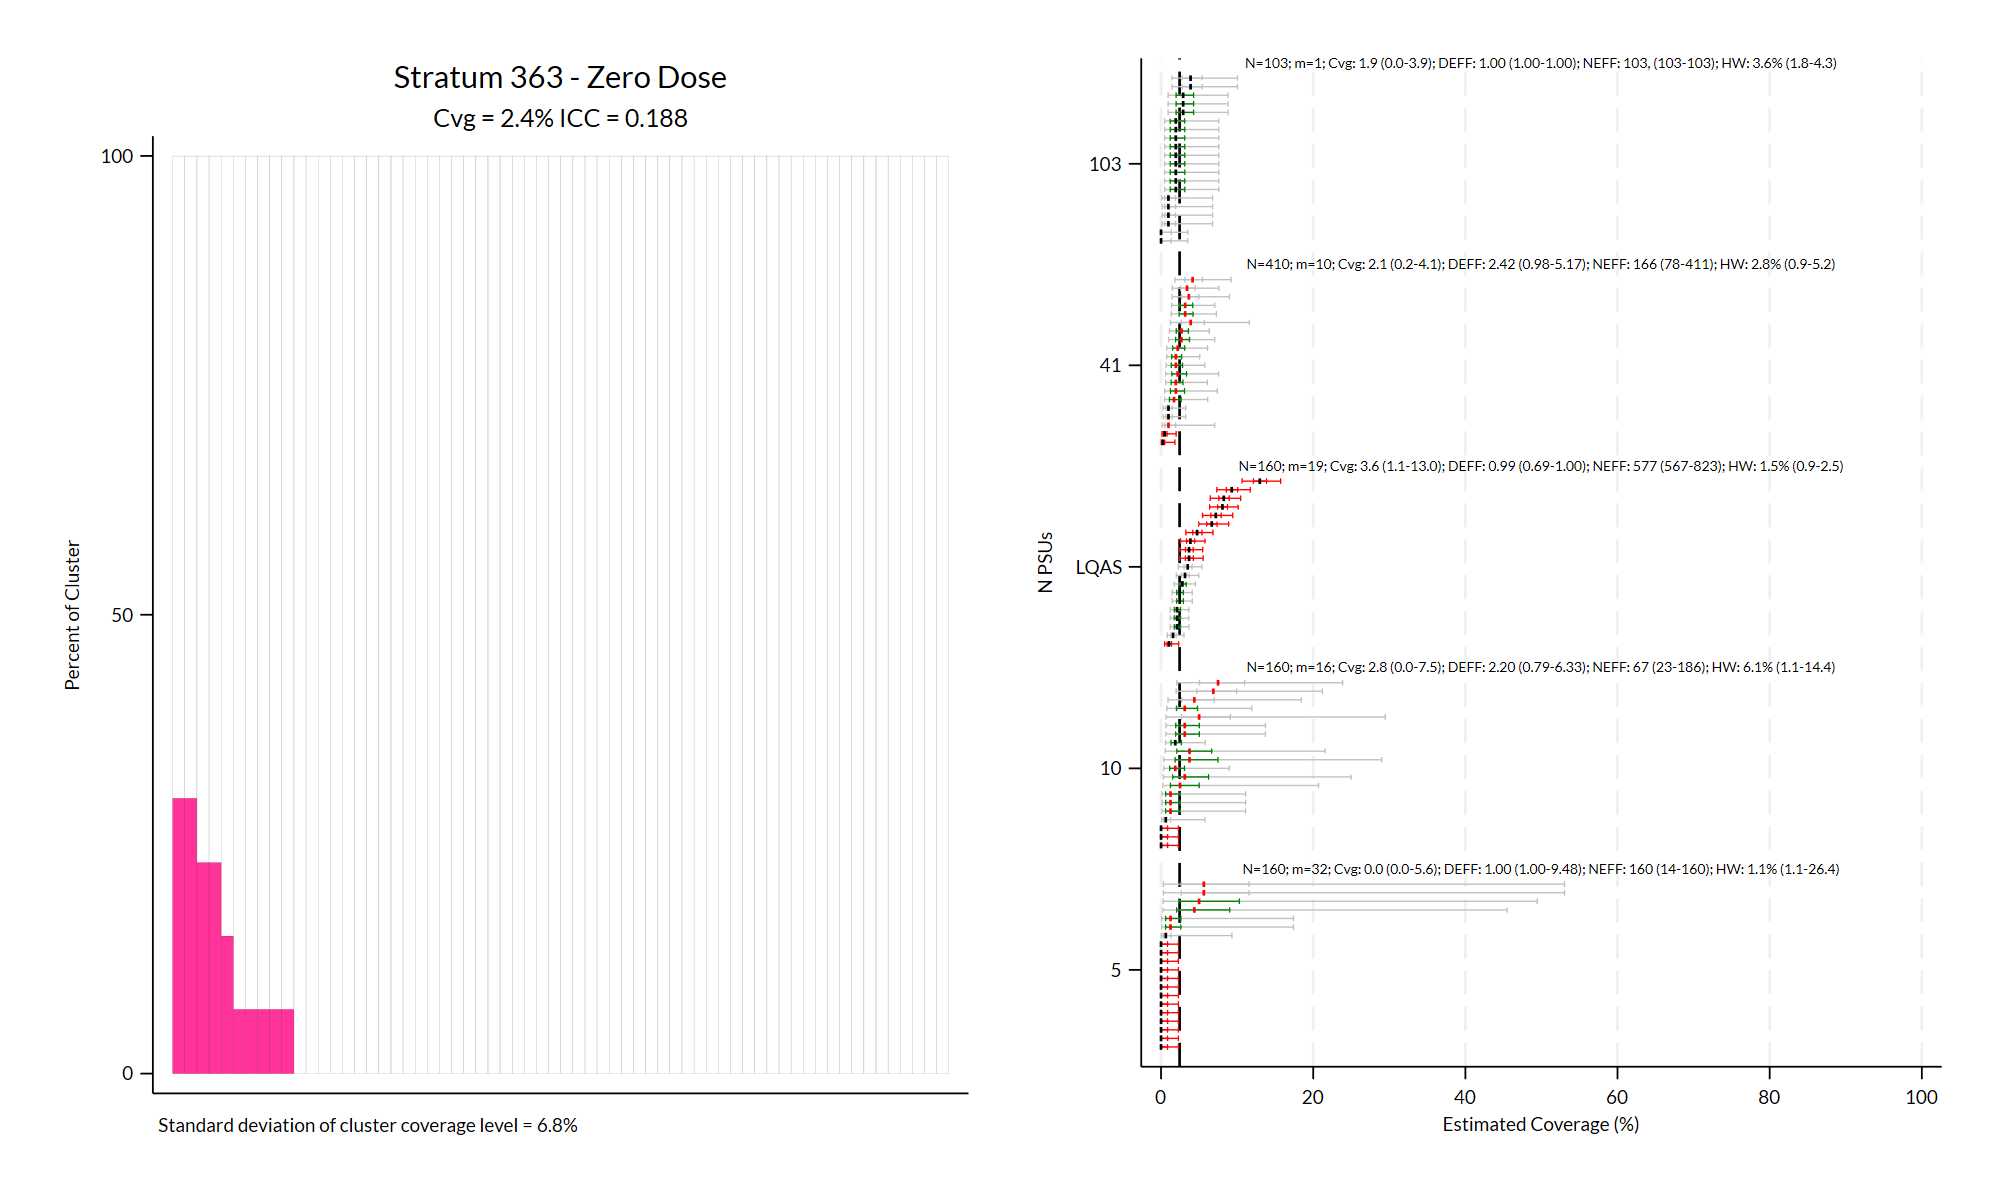 Stratum 363 - Zero Dose
Cvg = 2.4% ICC = 0.188
100
50
0
Percent of Cluster
Standard deviation of cluster coverage level = 6.8%
N=103; m=1; Cvg: 1.9 (0.0-3.9); DEFF: 1.00 (1.00-1.00); NEFF: 103, (103-103); HW: 3.6% (1.8-4.3)
103
N=410; m=10; Cvg: 2.1 (0.2-4.1); DEFF: 2.42 (0.98-5.17); NEFF: 166 (78-411); HW: 2.8% (0.9-5.2)
41
N=160; m=19; Cvg: 3.6 (1.1-13.0); DEFF: 0.99 (0.69-1.00); NEFF: 577 (567-823); HW: 1.5% (0.9-2.5)
LQAS
N PSUs
N=160; m=16; Cvg: 2.8 (0.0-7.5); DEFF: 2.20 (0.79-6.33); NEFF: 67 (23-186); HW: 6.1% (1.1-14.4)
10
N=160; m=32; Cvg: 0.0 (0.0-5.6); DEFF: 1.00 (1.00-9.48); NEFF: 160 (14-160); HW: 1.1% (1.1-26.4)
5
0 20 40 60 80 100
Estimated Coverage (%)